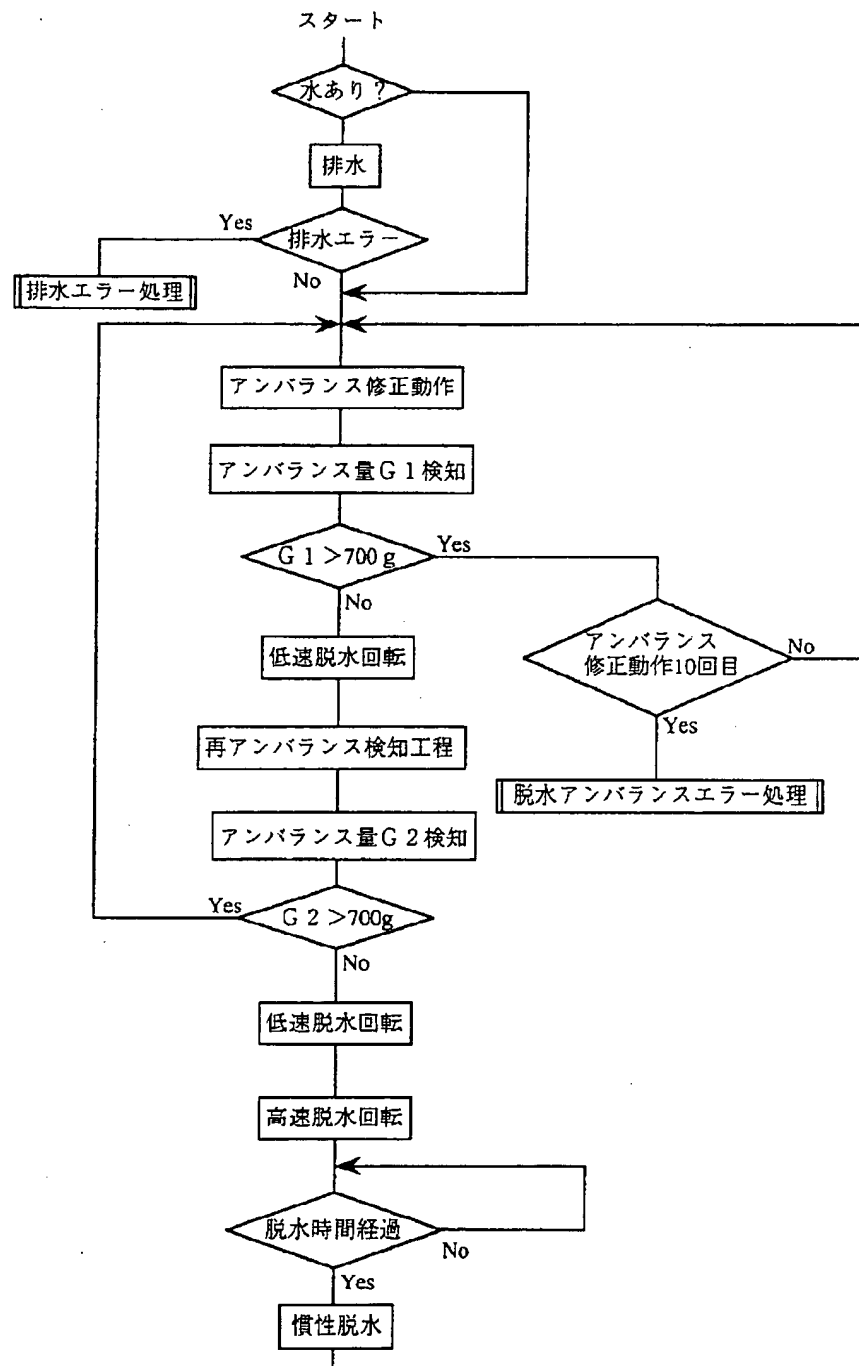 スタート
水あり?
排水
Yes
排水エラー
排水エラー処理
No
アンバランス修正動作
アンバランス量G1検知
G1>700g
Yes
No
アンバランス
修正動作10回目
No
低速脱水回転
Yes
再アンバランス検知工程
脱水アンバランスエラー処理
アンバランス量G2検知
Yes
G2>700g
No
低速脱水回転
高速脱水回転
脱水時間経過
No
Yes
慣性脱水